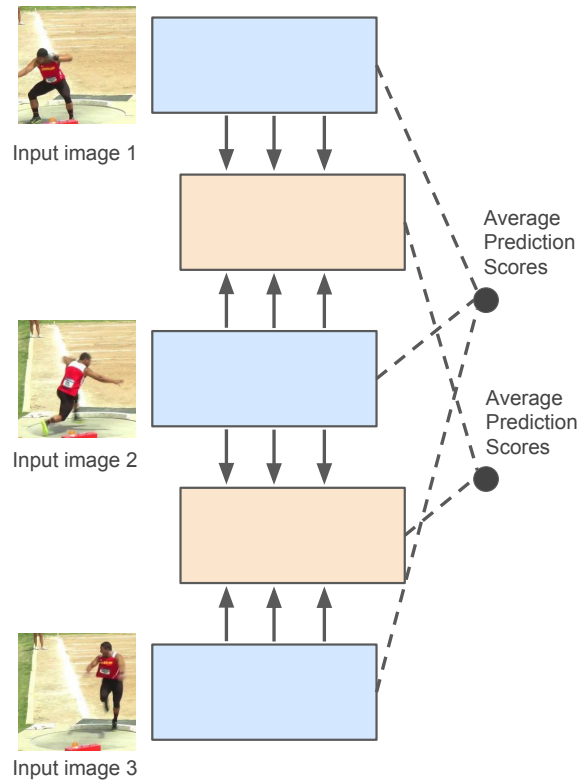 Input image 1
Average
Prediction
Scores
Input image 2
Average
Prediction
Scores
Input image 3